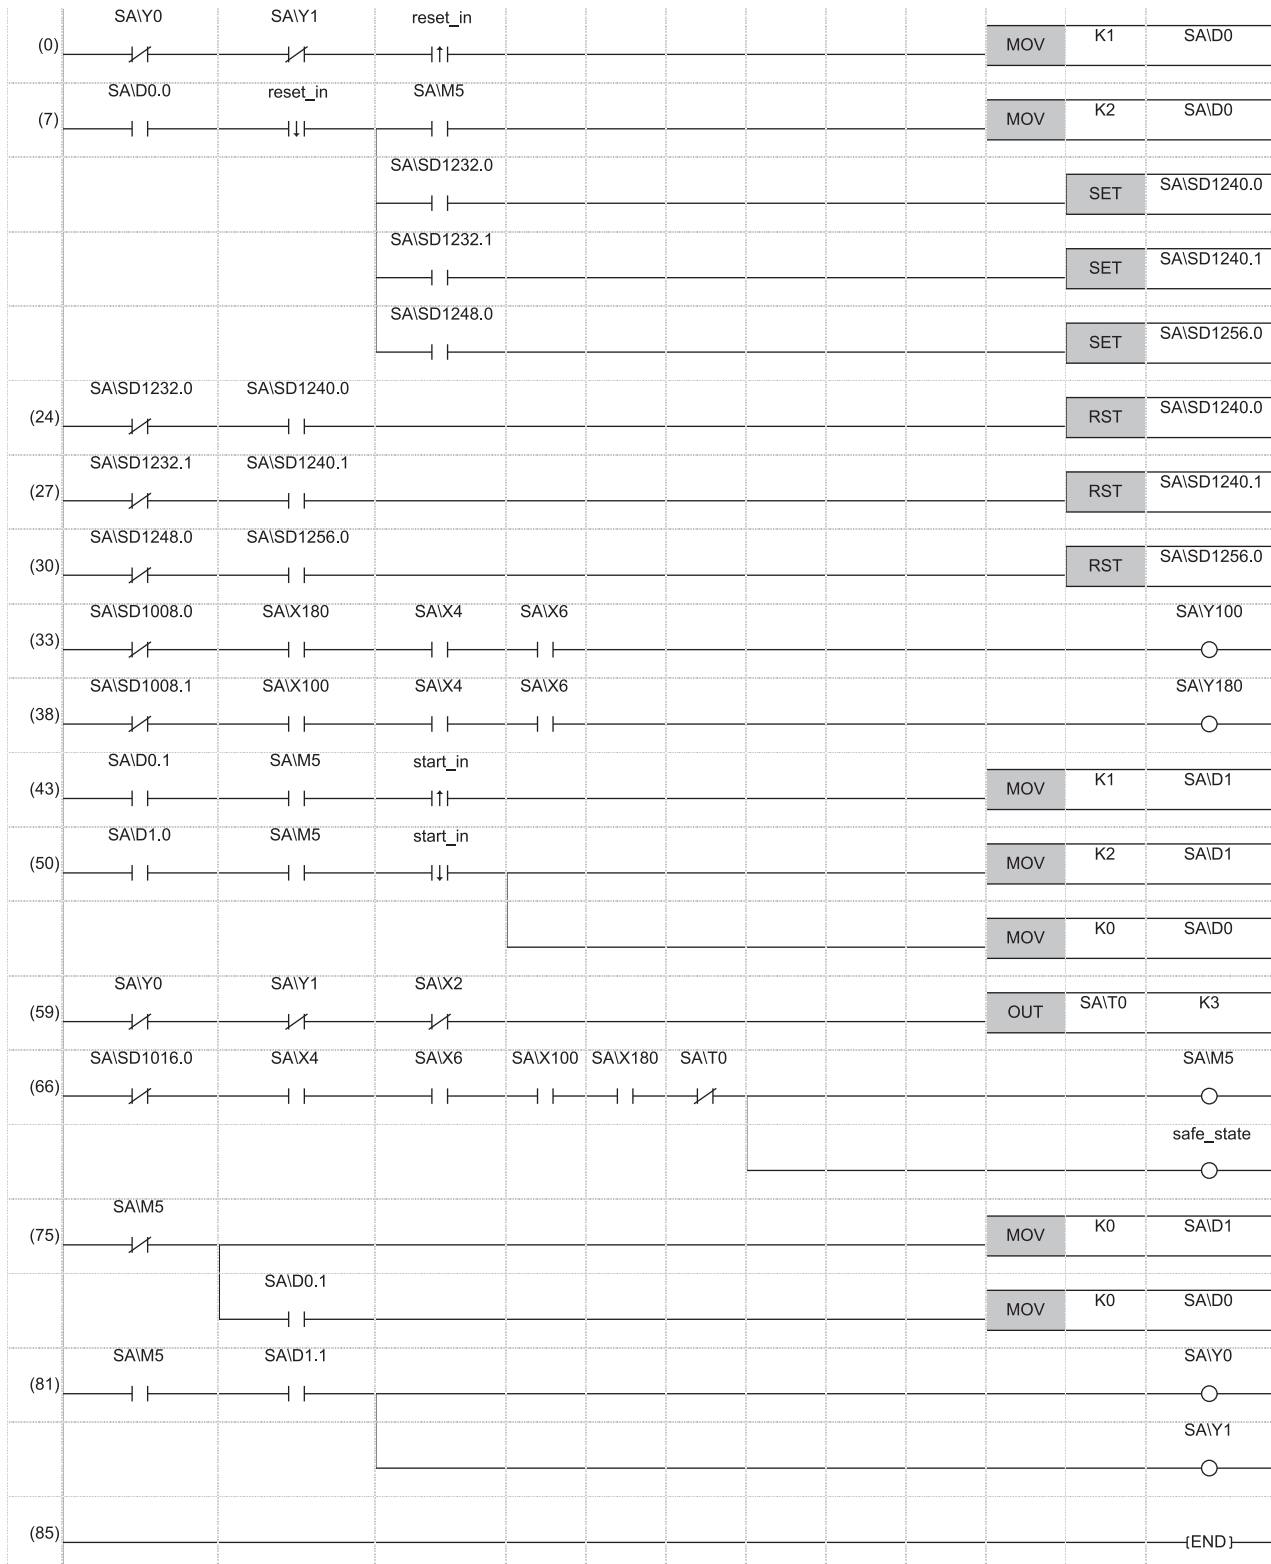 SA\Y0 SA\Y1 reset_in
(0) MOV K1 SA\D0
SA\D0.0 reset_in SA\M5
(7) MOV K2 SA\D0
SA\SD1232.0
SET SA\SD1240.0
SA\SD1232.1
SET SA\SD1240.1
SA\SD1248.0
SET SA\SD1256.0
SA\SD1232.0 SA\SD1240.0
(24) RST SA\SD1240.0
SA\SD1232.1 SA\SD1240.1
(27) RST SA\SD1240.1
SA\SD1248.0 SA\SD1256.0
(30) RST SA\SD1256.0
SA\SD1008.0 SA\X180 SA\X4 SA\X6 SA\Y100
(33)
SA\SD1008.1 SA\X100 SA\X4 SA\X6 SA\Y180
(38)
SA\D0.1 SA\M5 start_in
(43) MOV K1 SA\D1
SA\D1.0 SA\M5 start_in
(50) MOV K2 SA\D1
MOV K0 SA\D0
SA\Y0 SA\Y1 SA\X2
(59) OUT SA\T0 K3
SA\SD1016.0 SA\X4 SA\X6 SA\X100 SA\X180 SA\T0 SA\M5
(66)
safe_state
SA\M5
(75) MOV K0 SA\D1
SA\D0.1
MOV K0 SA\D0
SA\M5 SA\D1.1 SA\Y0
(81)
SA\Y1
(85) [END]